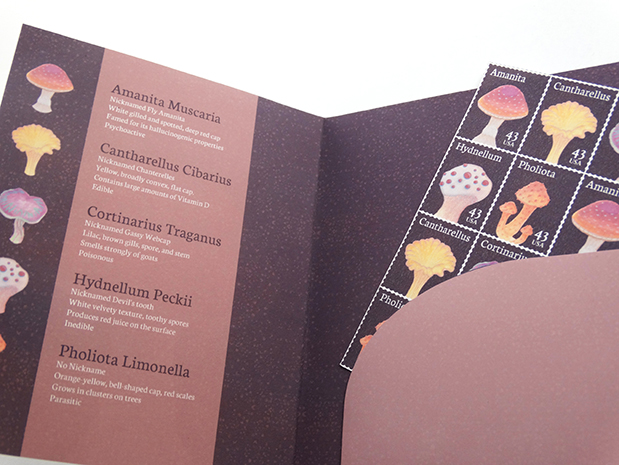 Amanita Muscaria
Nicknamed Fly Amanita
White gilled and spotted, deep red cap
Famed for its hallucinogenic properties
Psychoactive
Cantharellus Cibarius
Nicknamed Chanterelles
Yellow, broadly convex, flat cap,
Contains large amounts of Vitamin D
Edible
Cortinarius Traganus
Nicknamed Gassy Webcap
Lilac, brown gills, spore, and stem
Smells strongly of goats
Poisonous
Hydnellum Peckii
Nicknamed Devil's tooth
White velvety texture, toothy spores
Produces red juice on the surface
Inedible
Pholiota Limonella
No Nickname
Orange-yellow, bell-shaped cap, red scales
Grows in clusters on trees
Parasitic
Amanita
43
USA
Cantharellus
43
USA
Hydnellum
43
USA
Pholiota
43
USA
Amani
Cantharellus
Cortinarius
Pholio